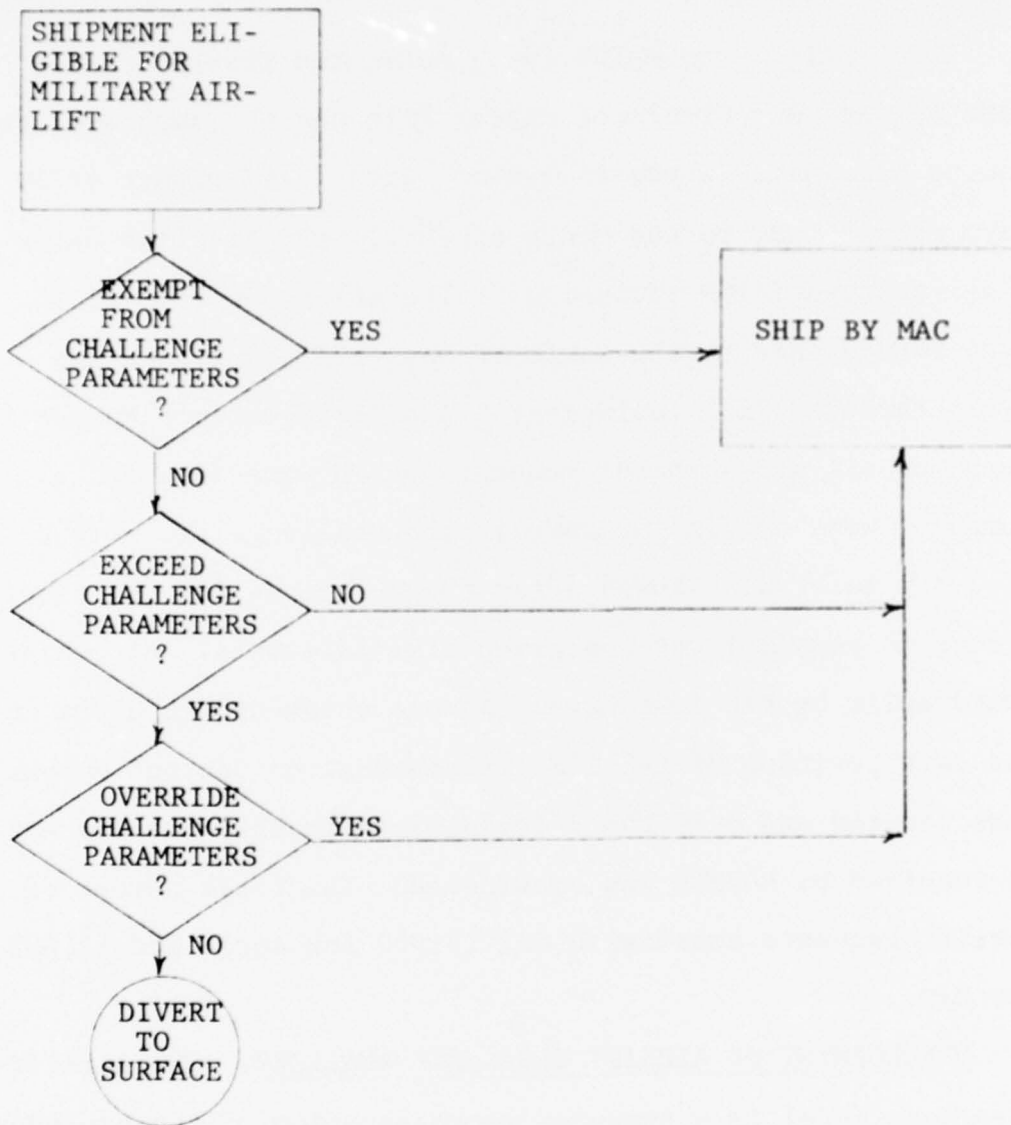 SHIPMENT ELI-
GIBLE FOR
MILITARY AIR-
LIFT
EXEMPT
FROM
CHALLENGE
PARAMETERS
?
YES
SHIP BY MAC
NO
EXCEED
CHALLENGE
PARAMETERS
?
NO
YES
OVERRIDE
CHALLENGE
PARAMETERS
?
YES
NO
DIVERT
TO
SURFACE